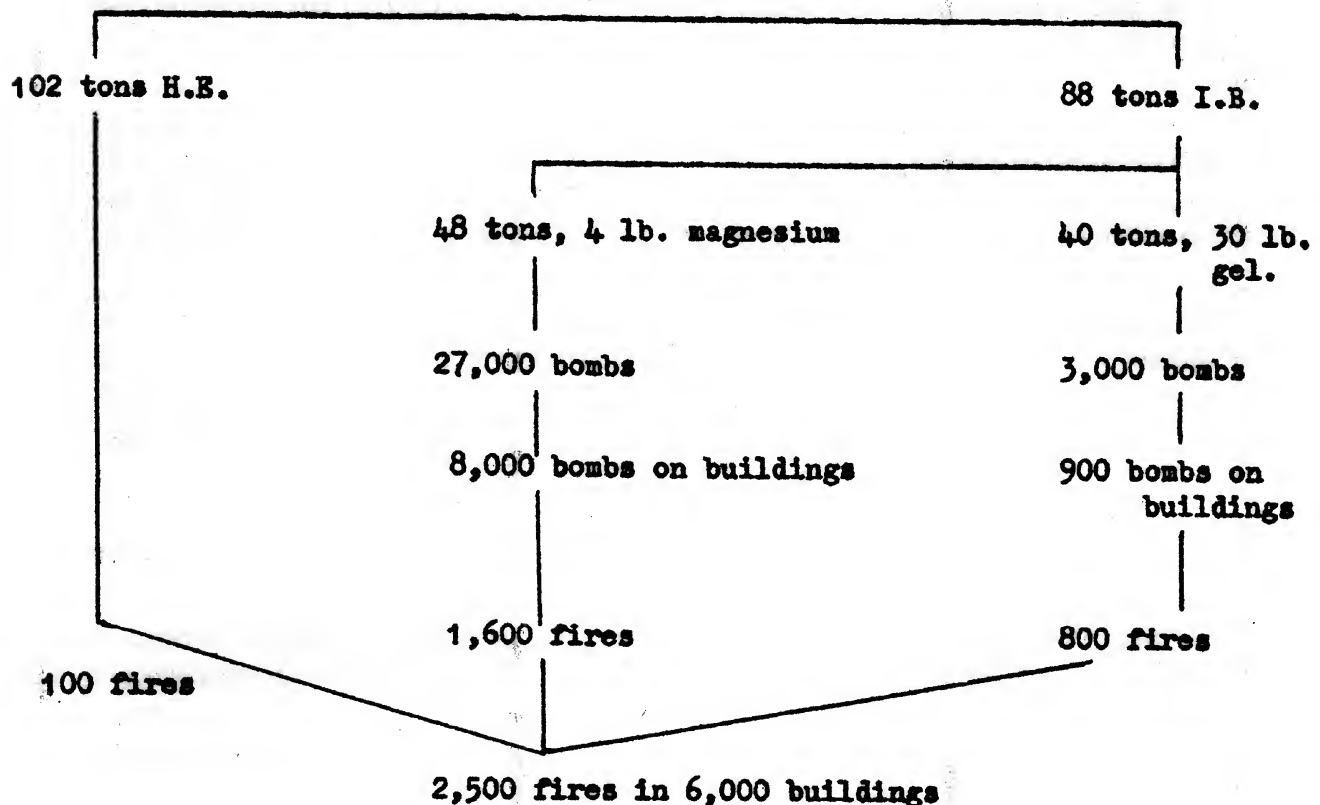 102 tons H.E.
88 tons I.B.
48 tons, 4 lb. magnesium
40 tons, 30 lb.
gel.
27,000 bombs
3,000 bombs
8,000 bombs on buildings
900 bombs on
buildings
1,600 fires
800 fires
100 fires
2,500 fires in 6,000 buildings